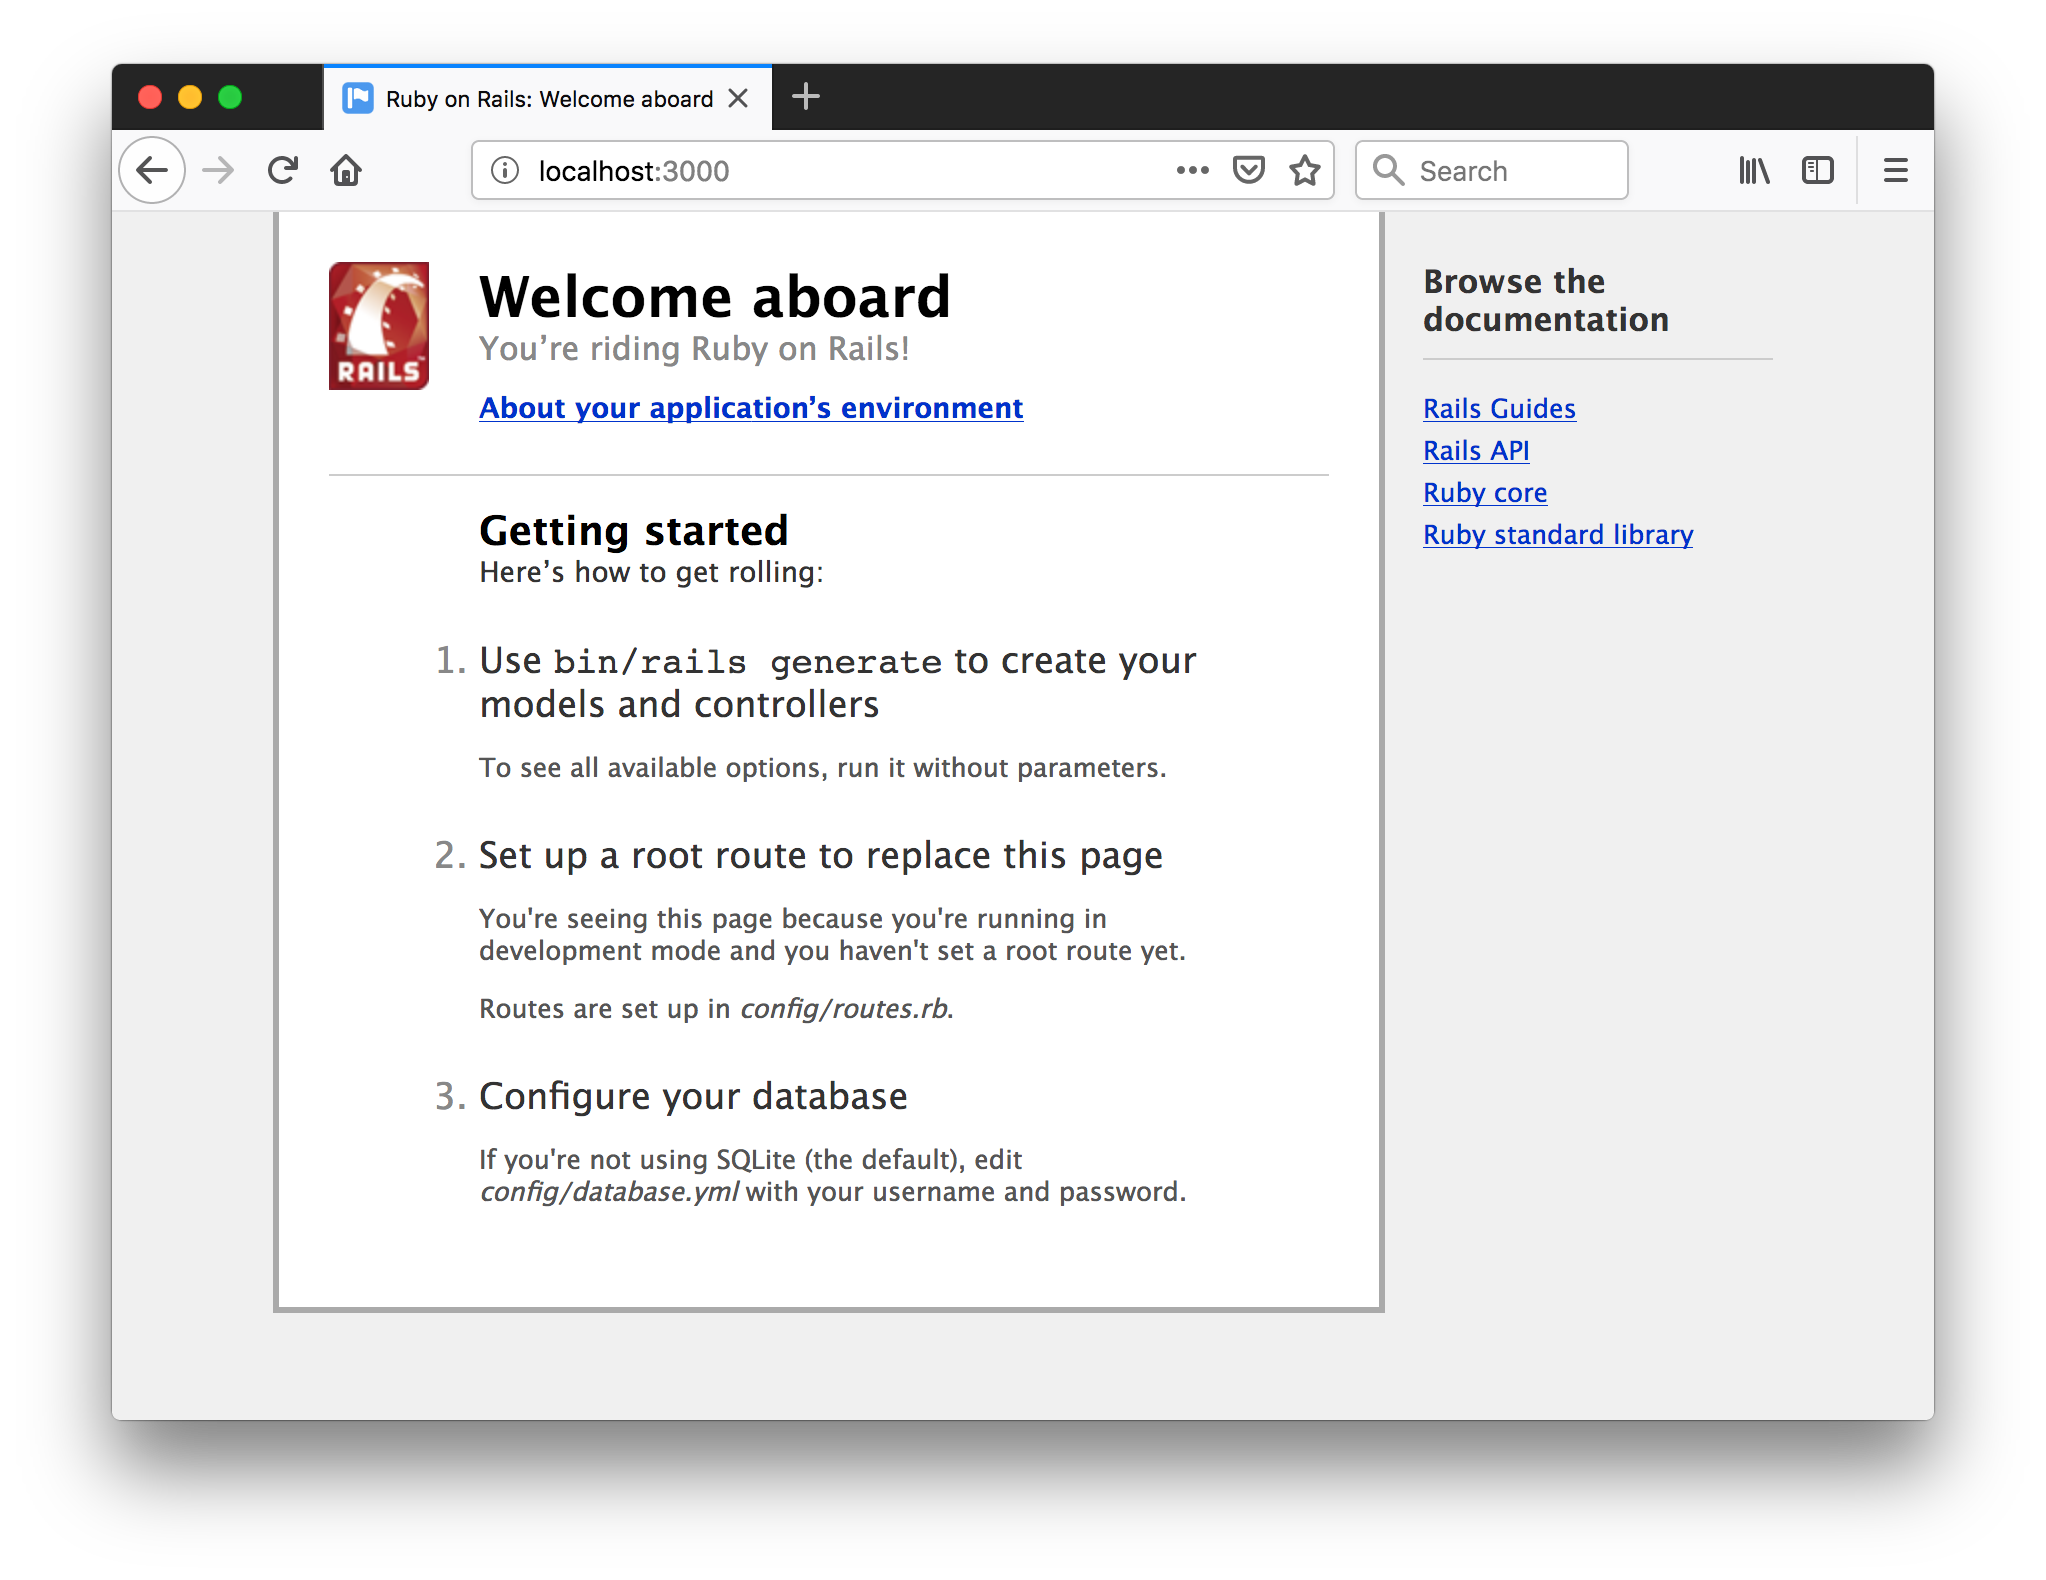 Ruby on Rails: Welcome aboard
localhost:3000
Search
RAILS™
Welcome aboard
You’re riding Ruby on Rails!
About your application’s environment
Getting started
Here’s how to get rolling:
1. Use bin/rails generate to create your
models and controllers
To see all available options, run it without parameters.
2. Set up a root route to replace this page
You're seeing this page because you're running in
development mode and you haven't set a root route yet.
Routes are set up in config/routes.rb.
3. Configure your database
If you're not using SQLite (the default), edit
config/database.yml with your username and password.
Browse the
documentation
Rails Guides
Rails API
Ruby core
Ruby standard library